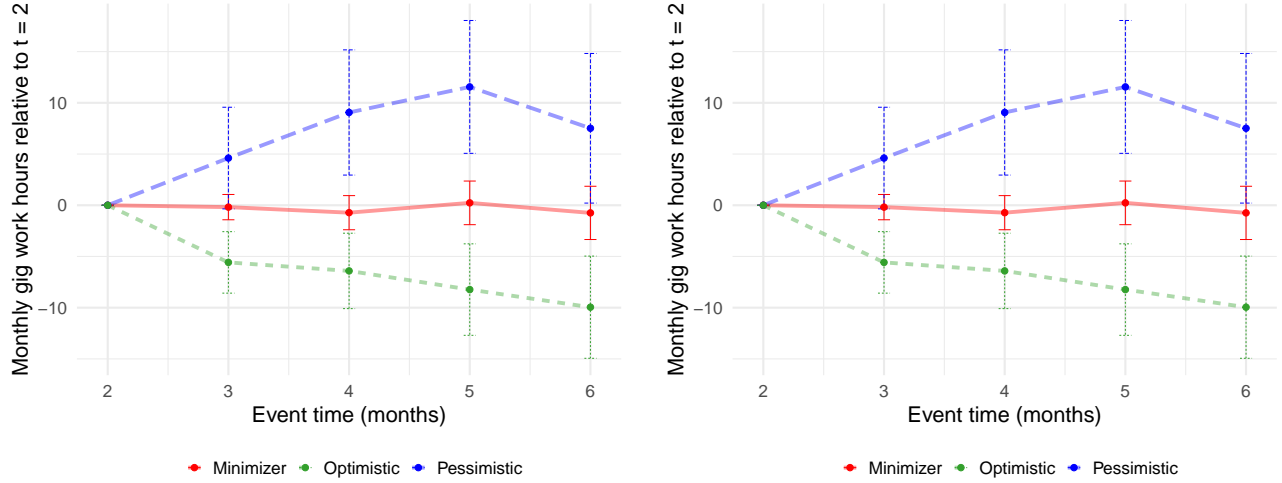 Monthly gig work hours relative to t = 2
10
0
−10
2 3 4 5 6
Event time (months)
Minimizer Optimistic Pessimistic
Monthly gig work hours relative to t = 2
10
0
−10
2 3 4 5 6
Event time (months)
Minimizer Optimistic Pessimistic